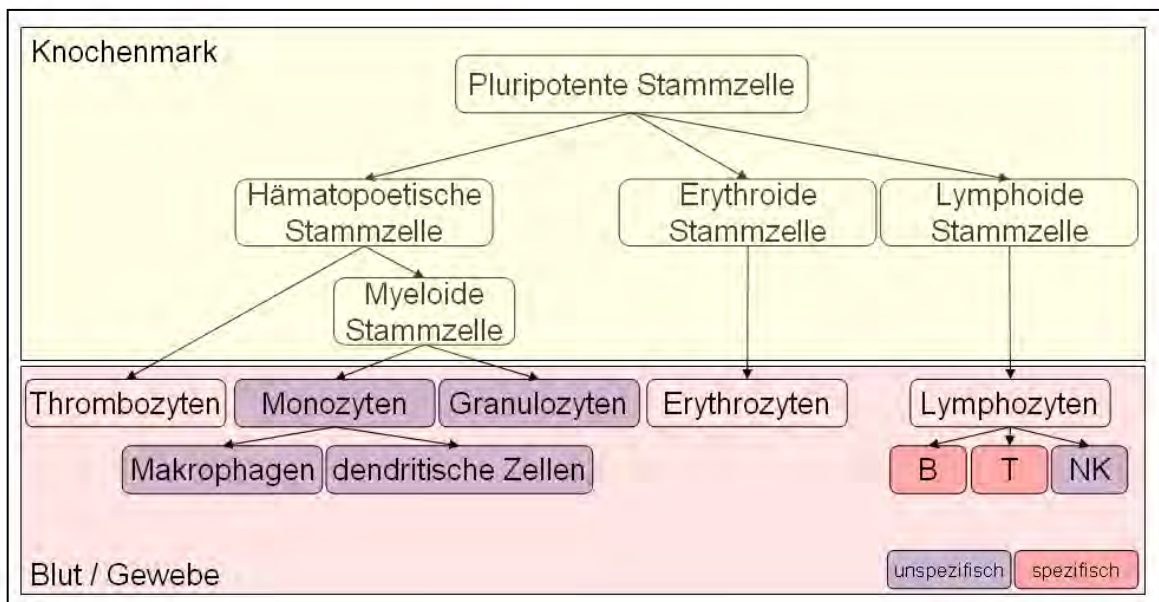 Knochenmark
Pluripotente Stammzelle
Hämatopoetische
Stammzelle
Erythroide
Stammzelle
Lymphoide
Stammzelle
Myeloide
Stammzelle
Thrombozyten
Monozyten
Granulozyten
Erythrozyten
Lymphozyten
Makrophagen
dendritische Zellen
B
T
NK
Blut / Gewebe
unspezifisch
spezifisch